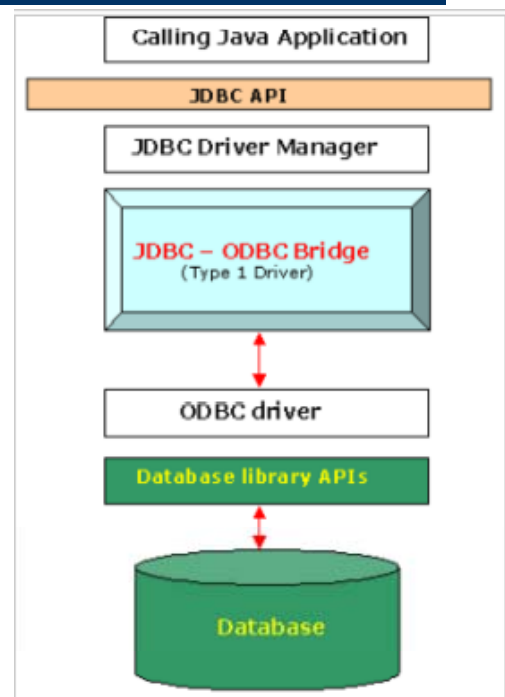 Calling Java Application
JDBC API
JDBC Driver Manager
JDBC – ODBC Bridge
(Type 1 Driver)
ODBC driver
Database library APIs
Database